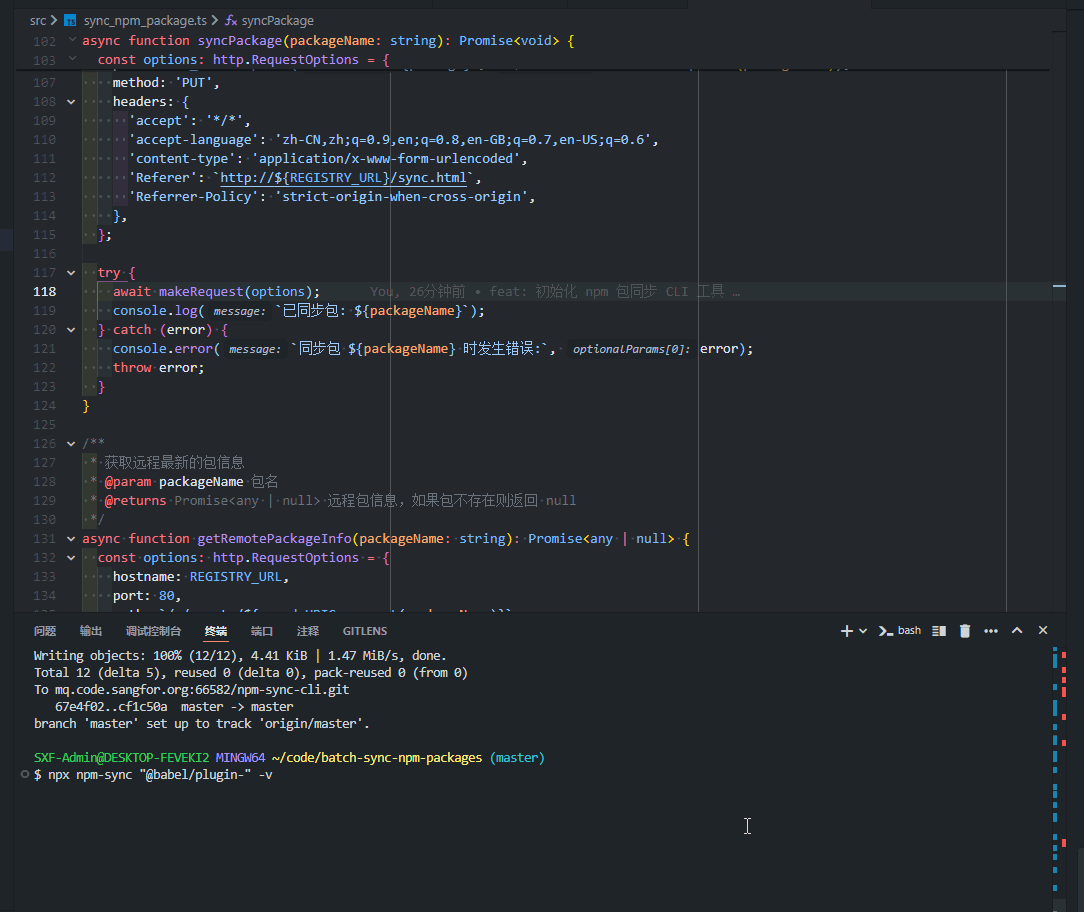 src > sync_npm_package.ts > syncPackage
102 async function syncPackage(packageName: string): Promise<void> {
103 const options: http.RequestOptions = {
107 method: 'PUT',
108 headers: {
109 'accept': '*/*',
110 'accept-language': 'zh-CN,zh;q=0.9,en;q=0.8,en-GB;q=0.7,en-US;q=0.6',
111 'content-type': 'application/x-www-form-urlencoded',
112 'Referer': `http://${REGISTRY_URL}/sync.html`,
113 'Referrer-Policy': 'strict-origin-when-cross-origin',
114 },
115 };
116
117 try {
118 await makeRequest(options); You, 26分钟前 • feat: 初始化 npm 包同步 CLI 工具 …
119 console.log( message: `已同步包: ${packageName}`);
120 } catch (error) {
121 console.error( message: `同步包 ${packageName} 时发生错误:`, optionalParams[0]: error);
122 throw error;
123 }
124 }
125
126 /**
127 * 获取远程最新的包信息
128 * @param packageName 包名
129 * @returns Promise<any | null> 远程包信息，如果包不存在则返回 null
130 */
131 async function getRemotePackageInfo(packageName: string): Promise<any | null> {
132 const options: http.RequestOptions = {
133 hostname: REGISTRY_URL,
134 port: 80,
问题 输出 调试控制台 终端 端口 注释 GITLENS bash
Writing objects: 100% (12/12), 4.41 KiB | 1.47 MiB/s, done.
Total 12 (delta 5), reused 0 (delta 0), pack-reused 0 (from 0)
To mq.code.sangfor.org:66582/npm-sync-cli.git
67e4f02..cf1c50a master -> master
branch 'master' set up to track 'origin/master'.
SXF-Admin@DESKTOP-FEVEKI2 MINGW64 ~/code/batch-sync-npm-packages (master)
$ npx npm-sync "@babel/plugin-" -v